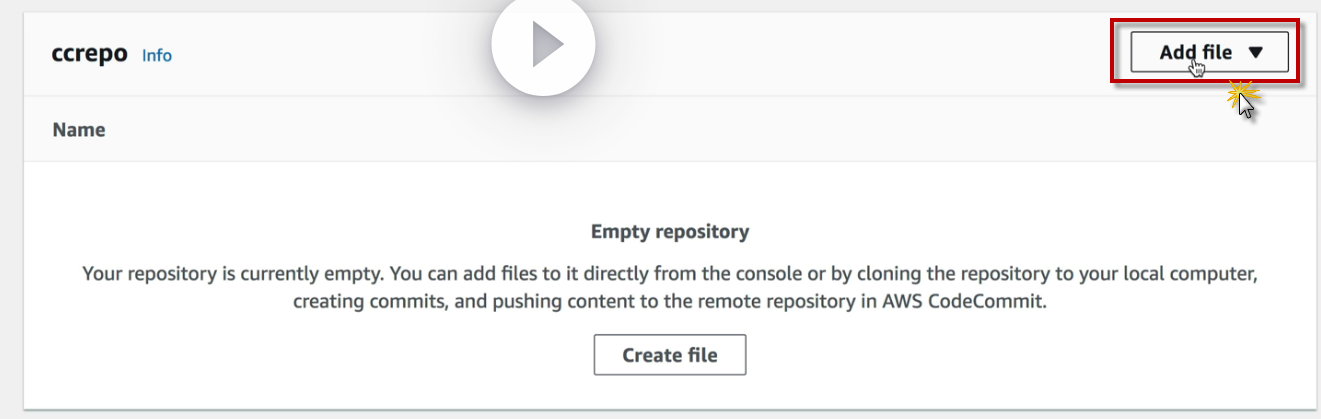 ccrepo Info
Add file
Name
Empty repository
Your repository is currently empty. You can add files to it directly from the console or by cloning the repository to your local computer,
creating commits, and pushing content to the remote repository in AWS CodeCommit.
Create file